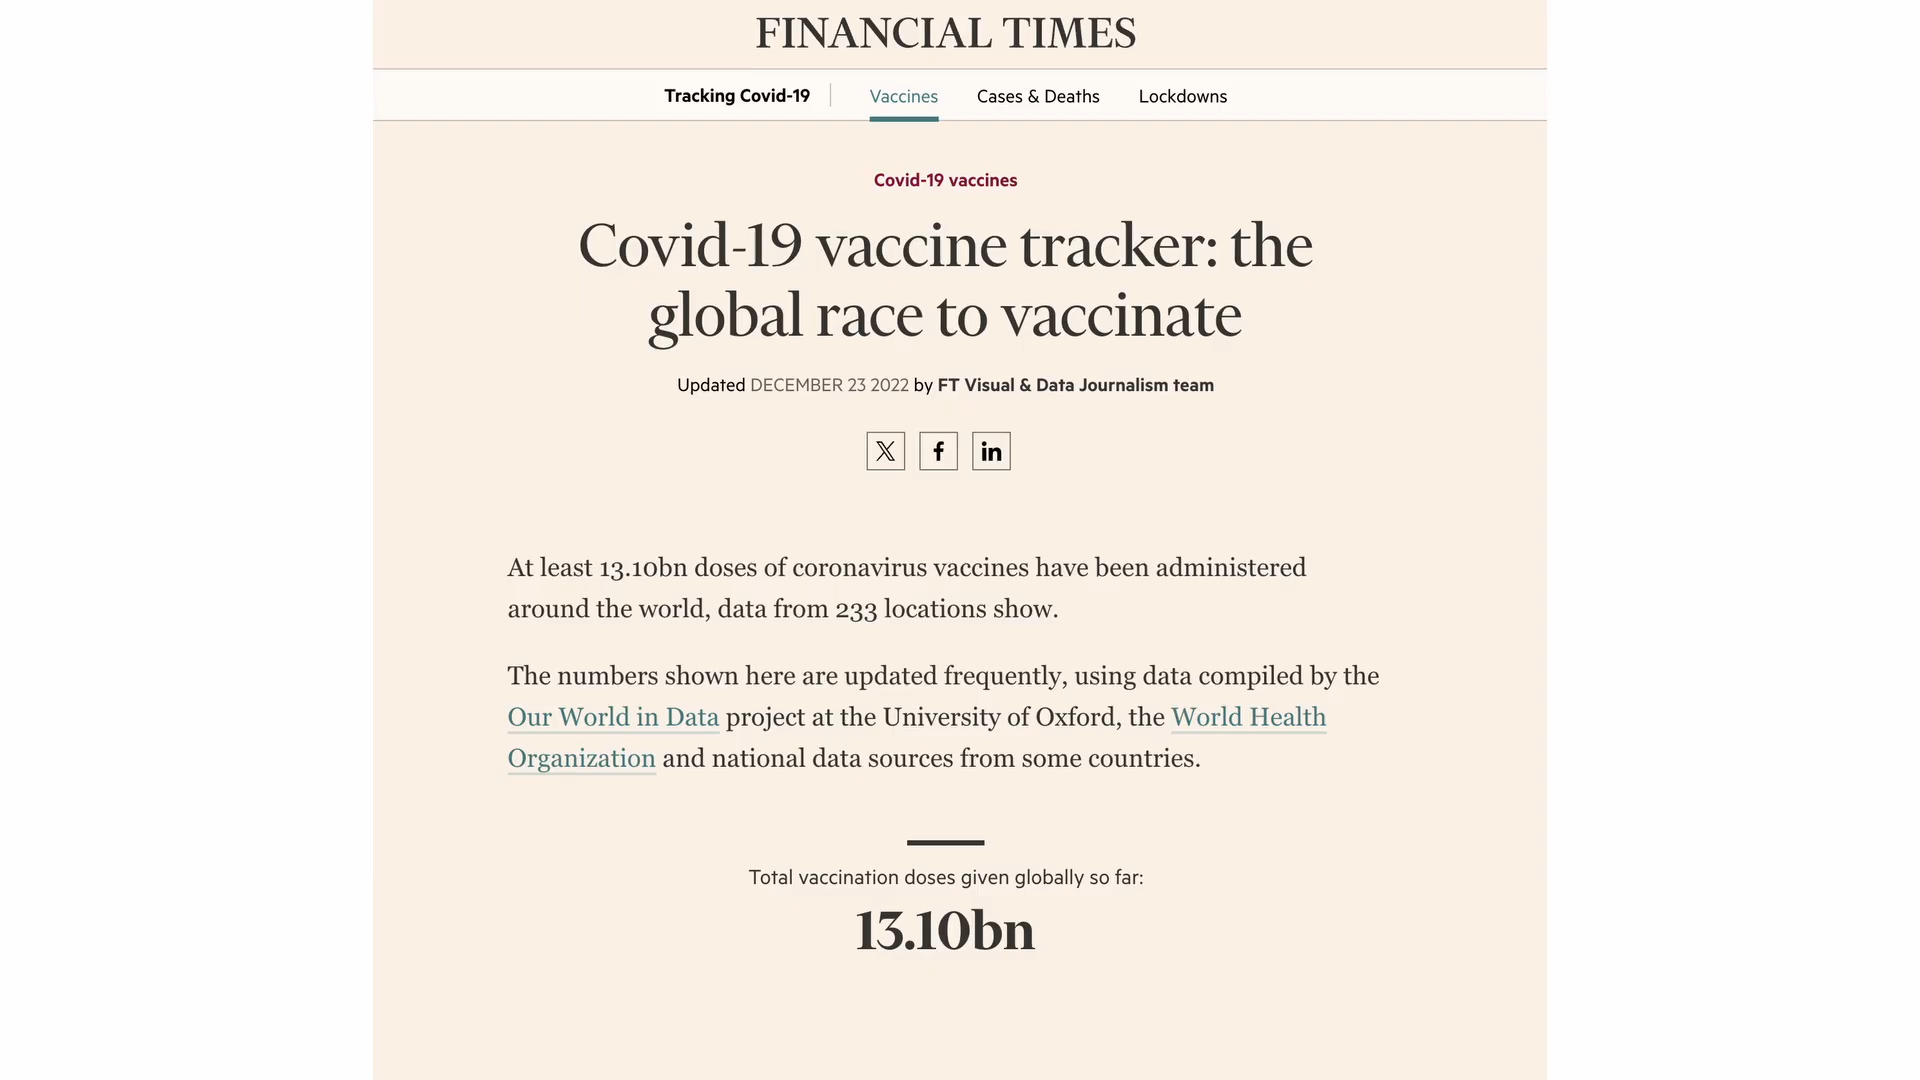 FINANCIAL TIMES
Tracking Covid-19
Vaccines
Cases & Deaths
Lockdowns
Covid-19 vaccines
Covid-19 vaccine tracker: the
global race to vaccinate
Updated DECEMBER 23 2022 by FT Visual & Data Journalism team
X f in
At least 13.10bn doses of coronavirus vaccines have been administered
around the world, data from 233 locations show.
The numbers shown here are updated frequently, using data compiled by the
Our World in Data project at the University of Oxford, the World Health
Organization and national data sources from some countries.
Total vaccination doses given globally so far:
13.10bn